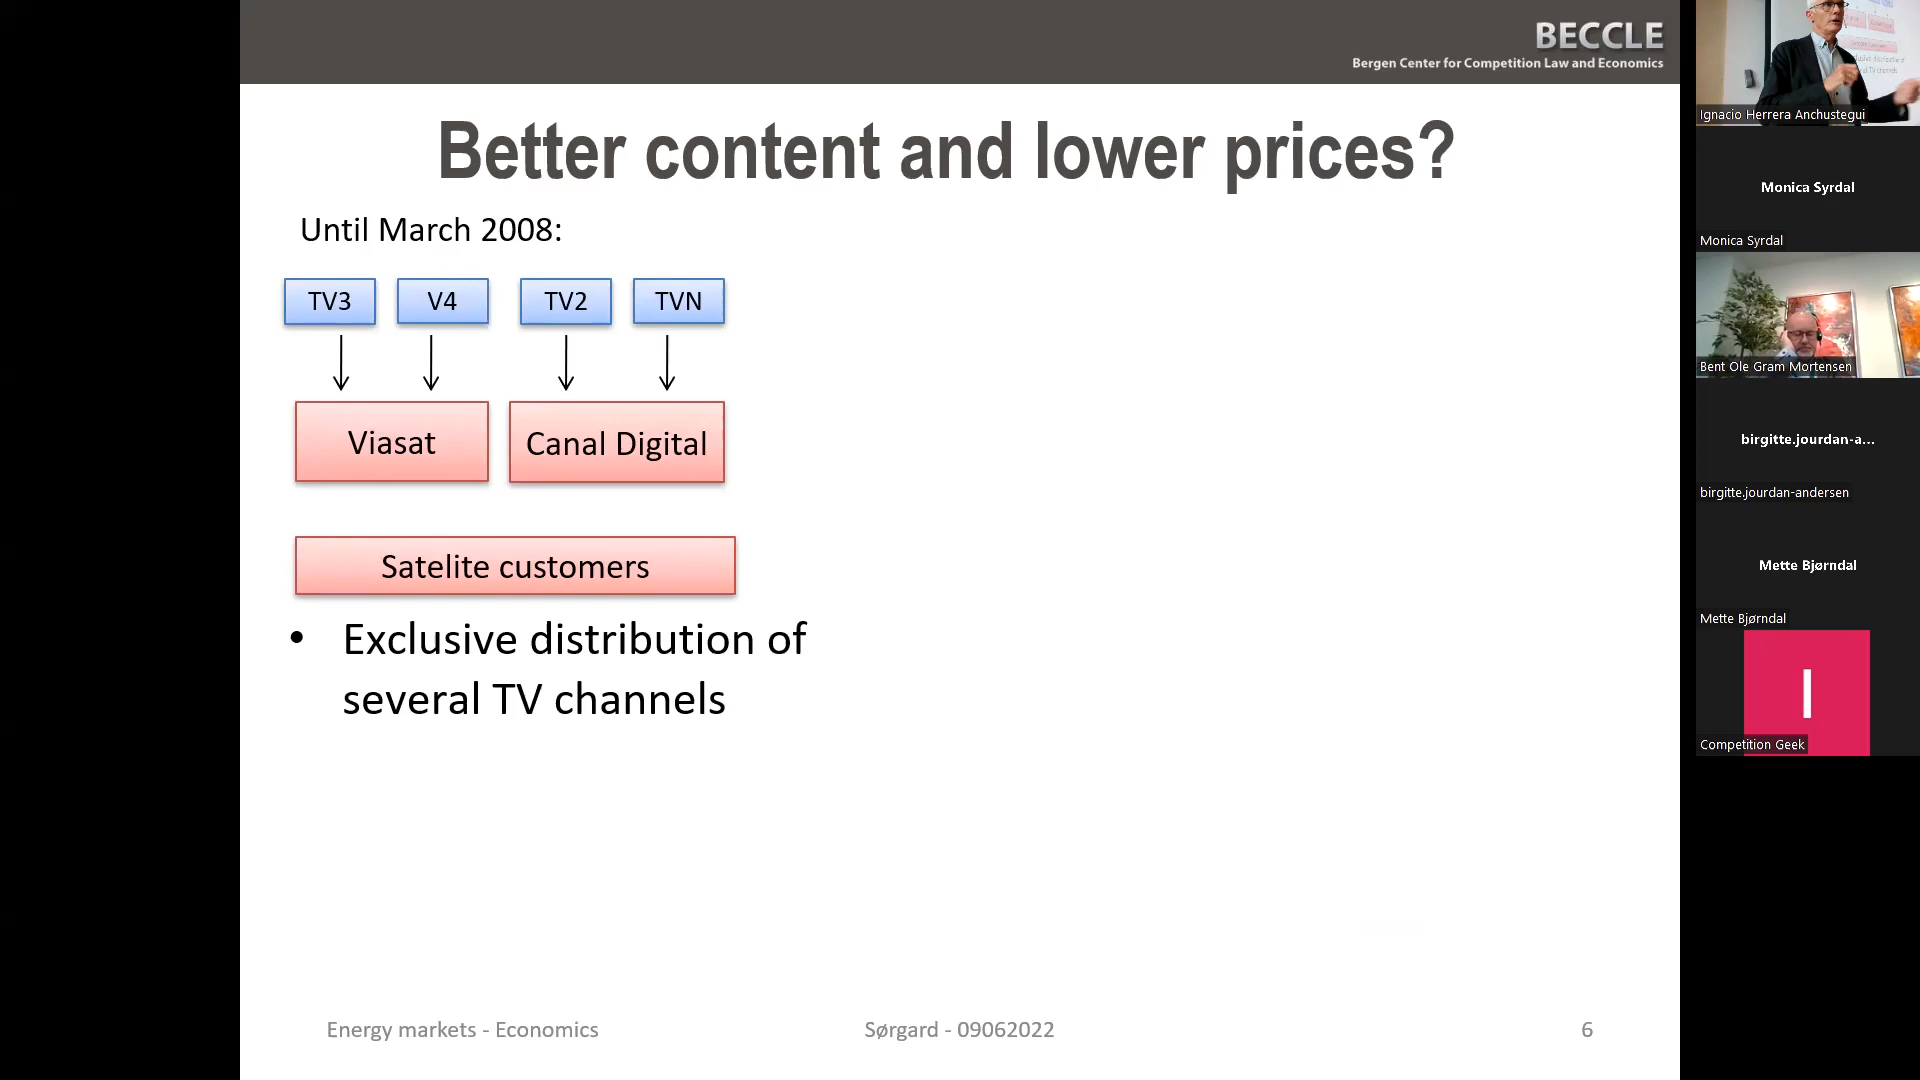 BECCLE
Bergen Center for Competition Law and Economics
Better content and lower prices?
Until March 2008:
TV3 V4 TV2 TVN
Viasat Canal Digital
Satelite customers
• Exclusive distribution of
several TV channels
Energy markets - Economics Sørgard - 09062022 6
Ignacio Herrera Anchustegui
Monica Syrdal
Monica Syrdal
Bent Ole Gram Mortensen
birgitte.jourdan-a...
birgitte.jourdan-andersen
Mette Bjørndal
Mette Bjørndal
I
Competition Geek